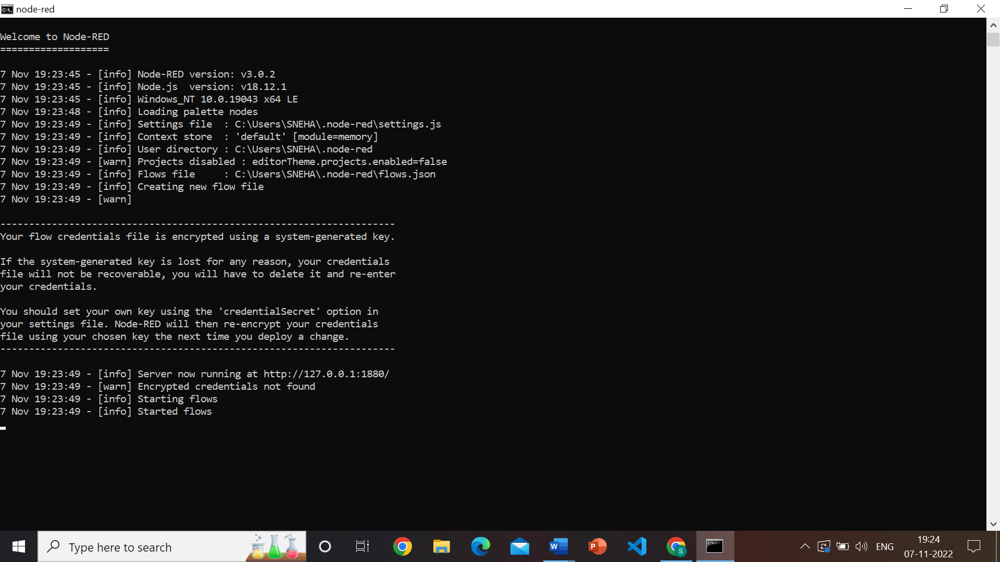 node-red
Welcome to Node-RED
===================
7 Nov 19:23:45 - [info] Node-RED version: v3.0.2
7 Nov 19:23:45 - [info] Node.js  version: v18.12.1
7 Nov 19:23:45 - [info] Windows_NT 10.0.19043 x64 LE
7 Nov 19:23:48 - [info] Loading palette nodes
7 Nov 19:23:49 - [info] Settings file  : C:\Users\SNEHA\.node-red\settings.js
7 Nov 19:23:49 - [info] Context store  : 'default' [module=memory]
7 Nov 19:23:49 - [info] User directory : C:\Users\SNEHA\.node-red
7 Nov 19:23:49 - [warn] Projects disabled : editorTheme.projects.enabled=false
7 Nov 19:23:49 - [info] Flows file     : C:\Users\SNEHA\.node-red\flows.json
7 Nov 19:23:49 - [info] Creating new flow file
7 Nov 19:23:49 - [warn]
---------------------------------------------------------------------
Your flow credentials file is encrypted using a system-generated key.
If the system-generated key is lost for any reason, your credentials
file will not be recoverable, you will have to delete it and re-enter
your credentials.
You should set your own key using the 'credentialSecret' option in
your settings file. Node-RED will then re-encrypt your credentials
file using your chosen key the next time you deploy a change.
---------------------------------------------------------------------
7 Nov 19:23:49 - [info] Server now running at http://127.0.0.1:1880/
7 Nov 19:23:49 - [warn] Encrypted credentials not found
7 Nov 19:23:49 - [info] Starting flows
7 Nov 19:23:49 - [info] Started flows
Type here to search
ENG
19:24
07-11-2022